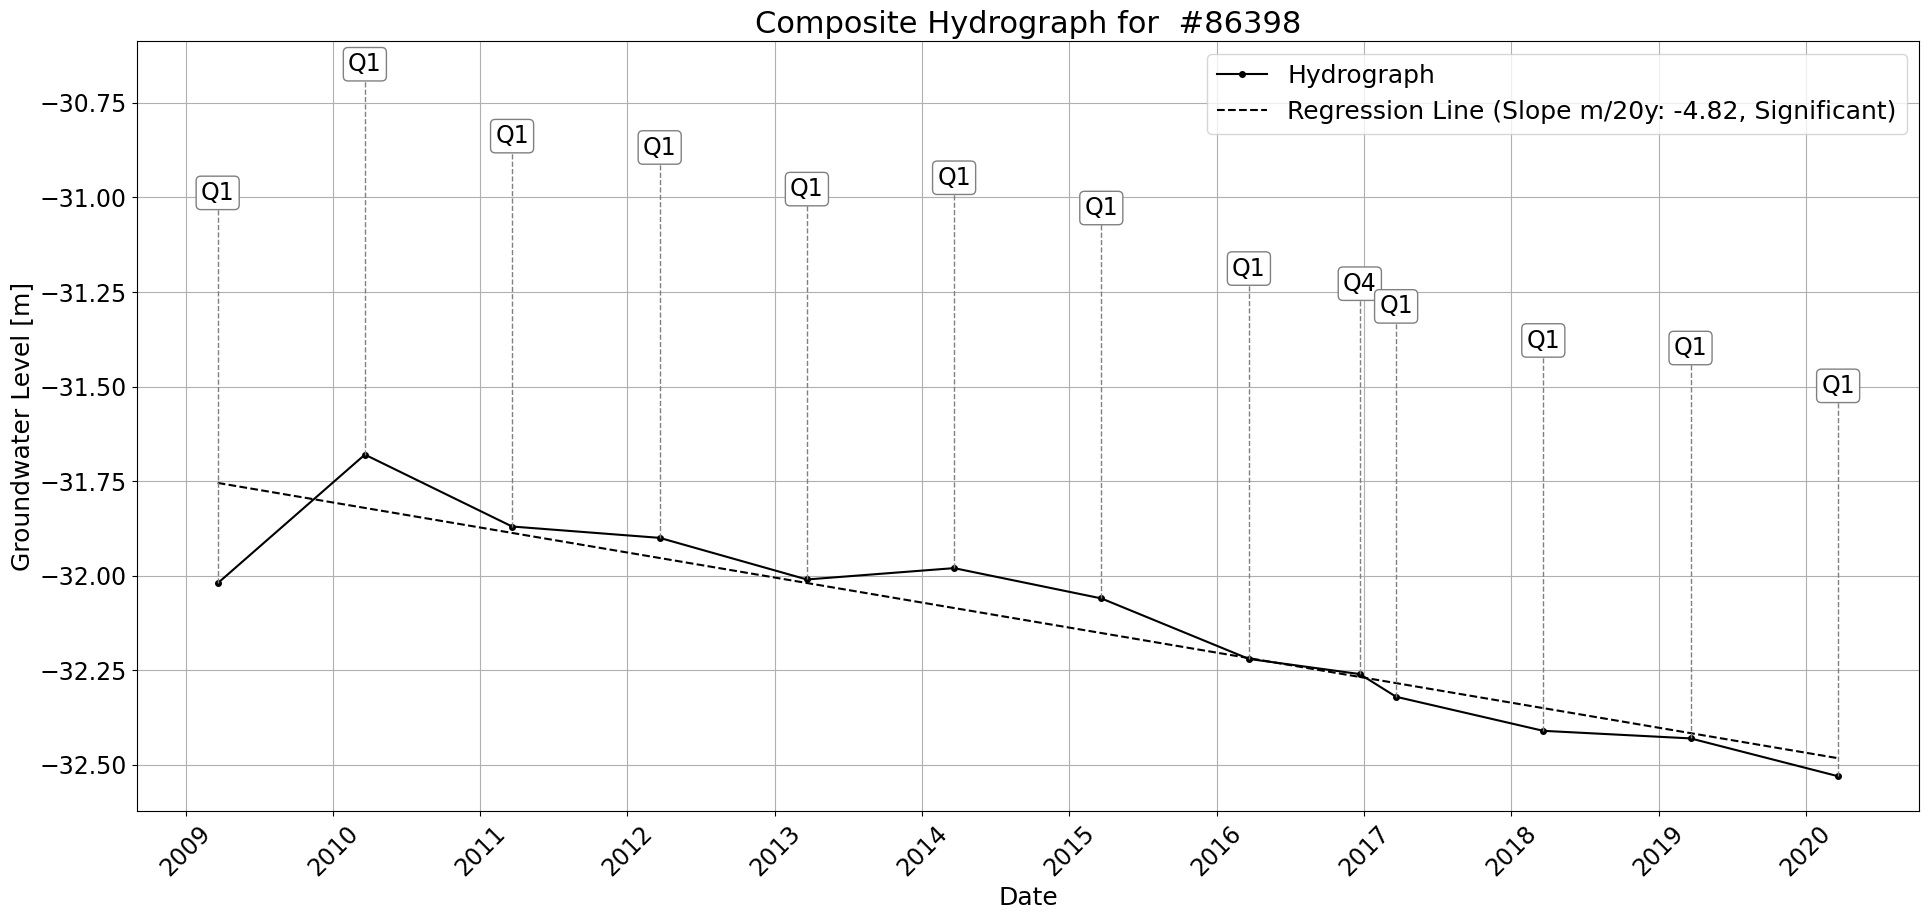 Composite Hydrograph for  #86398
Hydrograph
Regression Line (Slope m/20y: -4.82, Significant)
Q1
Q1
Q1
Q1
Q1
Q1
Q1
Q1
Q4
Q1
Q1
Q1
Q1
Groundwater Level [m]
−30.75
−31.00
−31.25
−31.50
−31.75
−32.00
−32.25
−32.50
2009
2010
2011
2012
2013
2014
2015
2016
2017
2018
2019
2020
Date